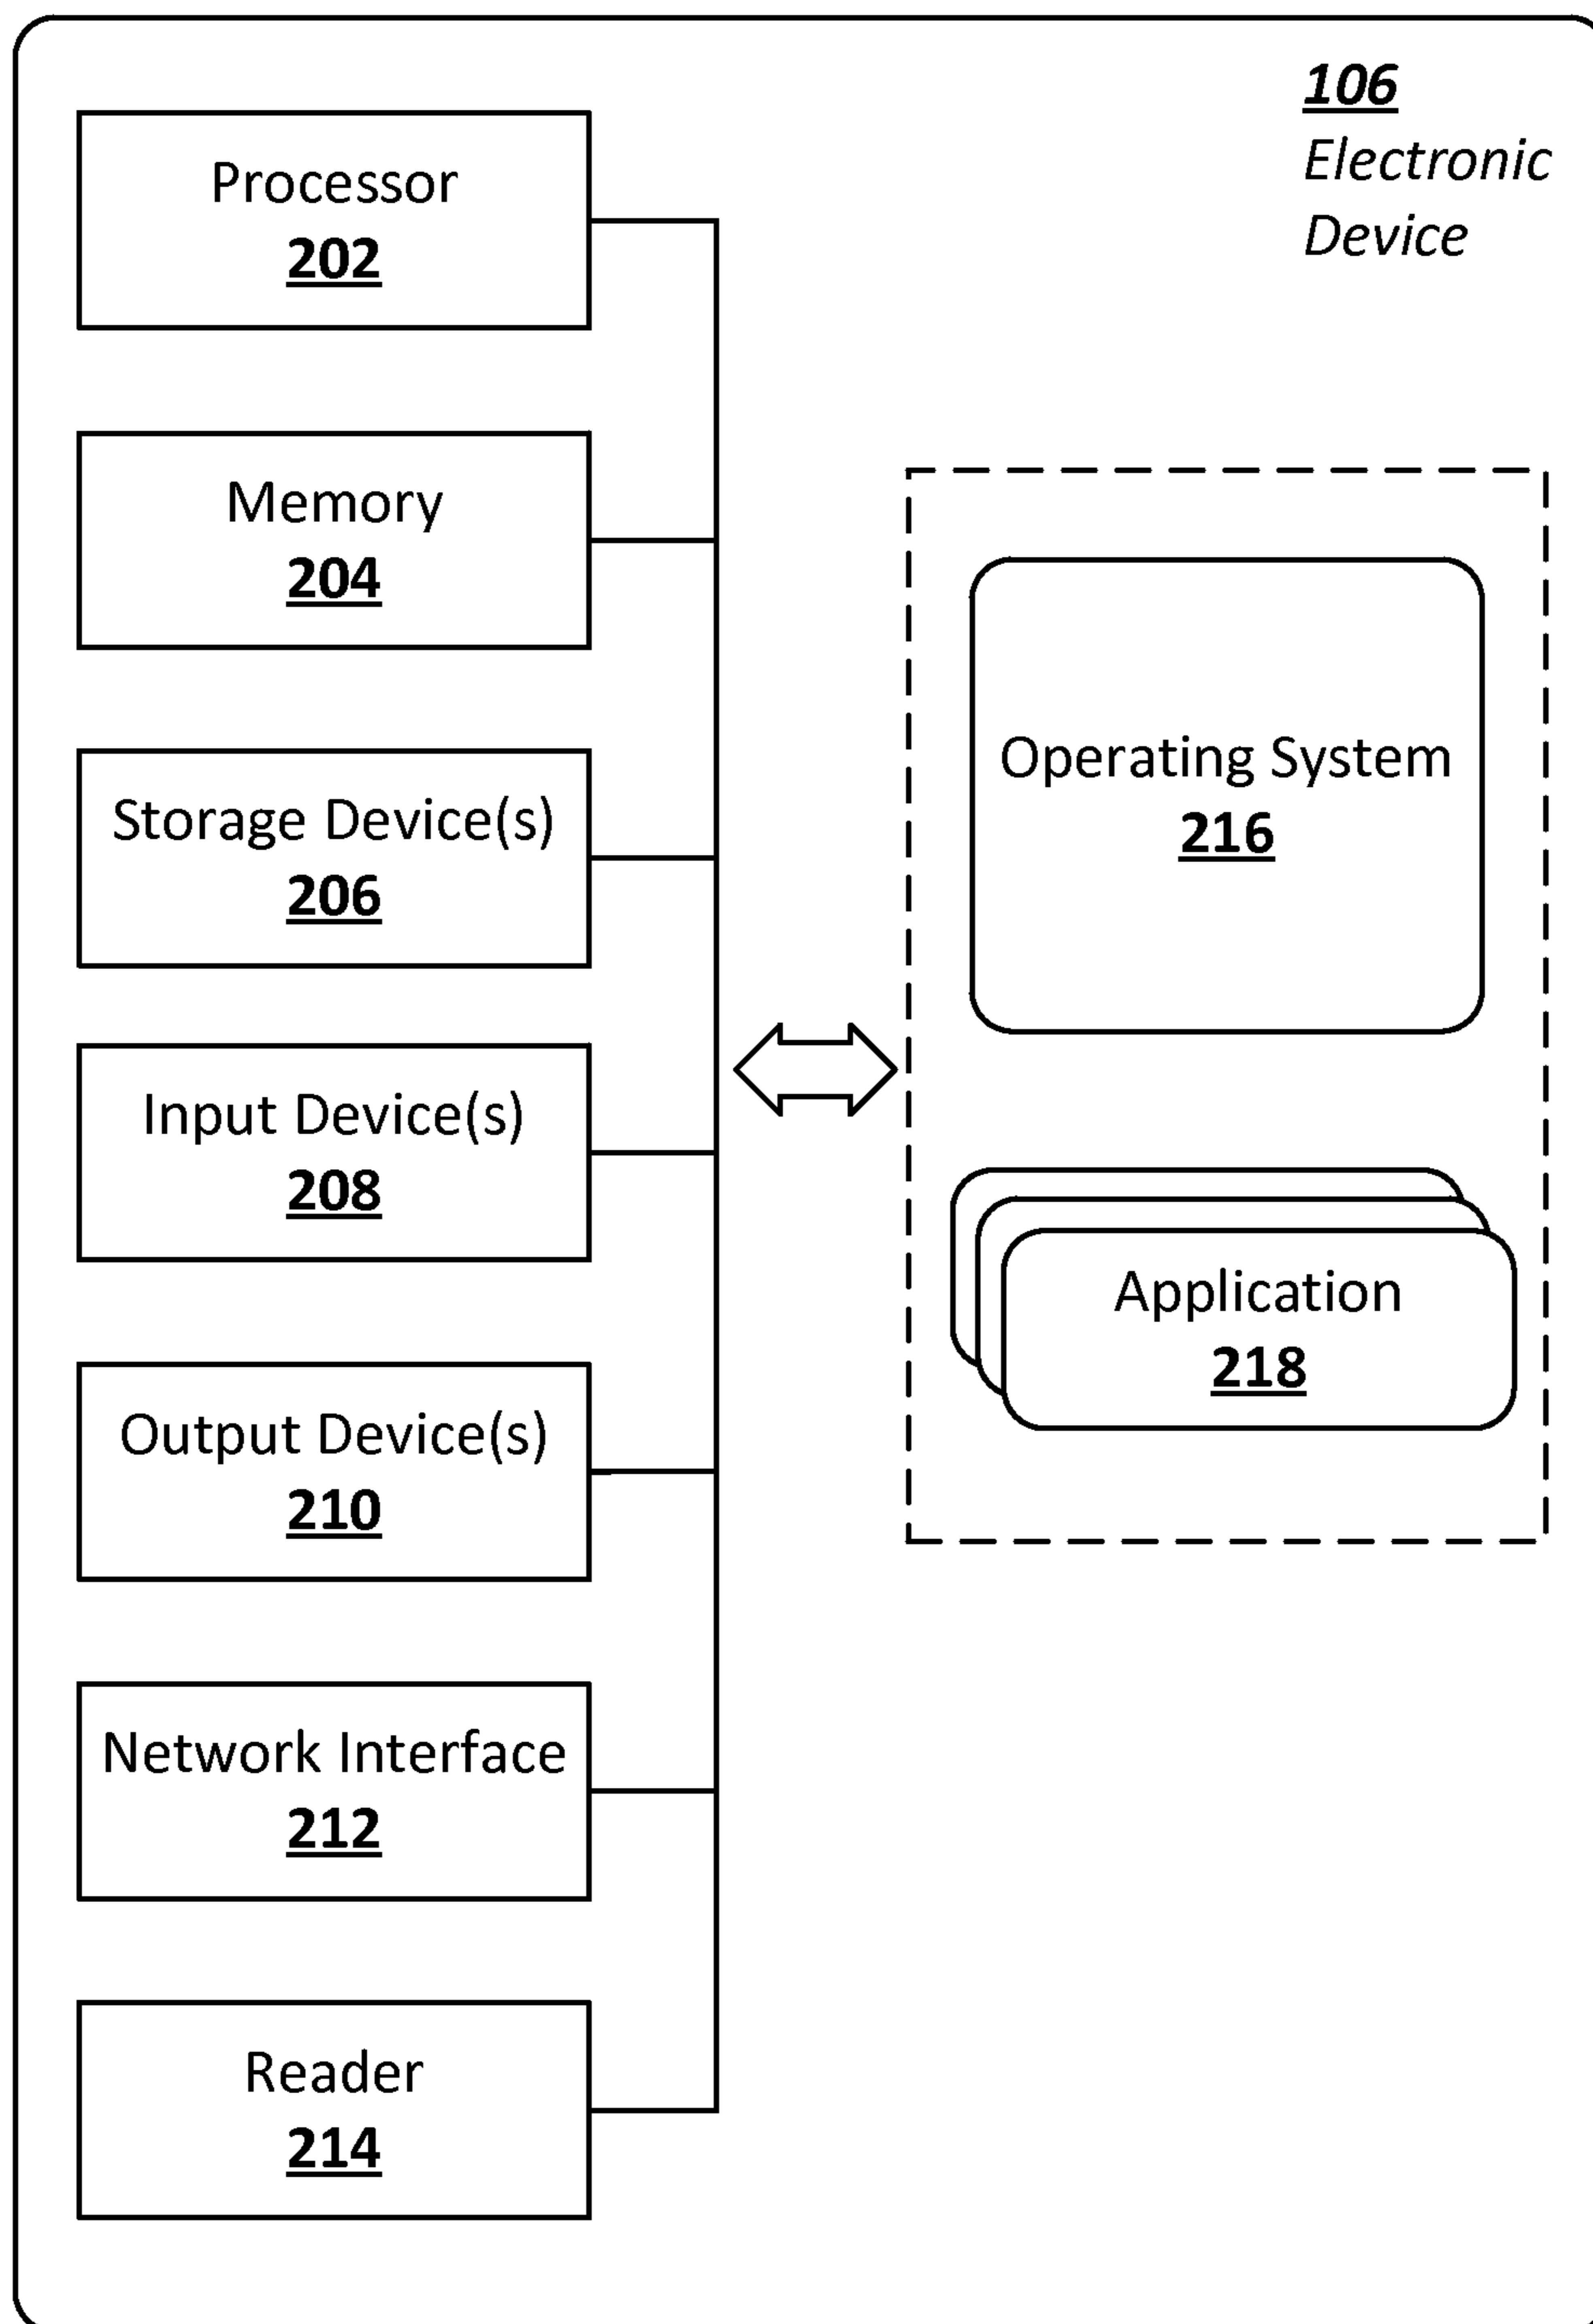 106
Electronic
Device
Processor
202
Memory
204
Storage Device(s)
206
Input Device(s)
208
Output Device(s)
210
Network Interface
212
Reader
214
Operating System
216
Application
218